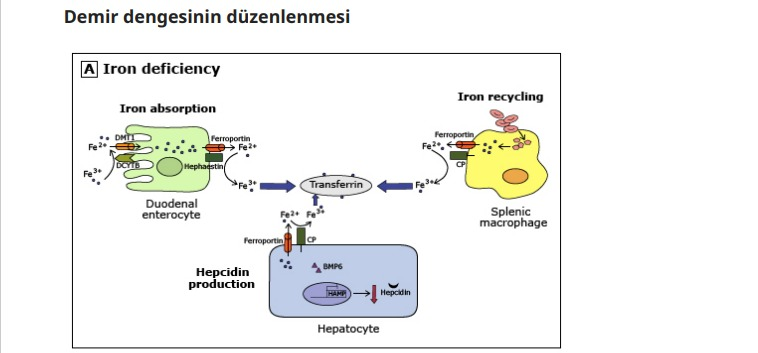 Demir dengesinin düzenlenmesi
A Iron deficiency
Iron absorption
Iron recycling
DMT1
Fe2+
DCYTB
Fe3+
Ferroportin
Fe2+
Hephaestin
Fe3+
Duodenal
enterocyte
Transferrin
Ferroportin
Fe2+
CP
Fe3+
Splenic
macrophage
Fe2+ Fe3+
Ferroportin
CP
Hepcidin
production
BMP6
HAMP
Hepcidin
Hepatocyte